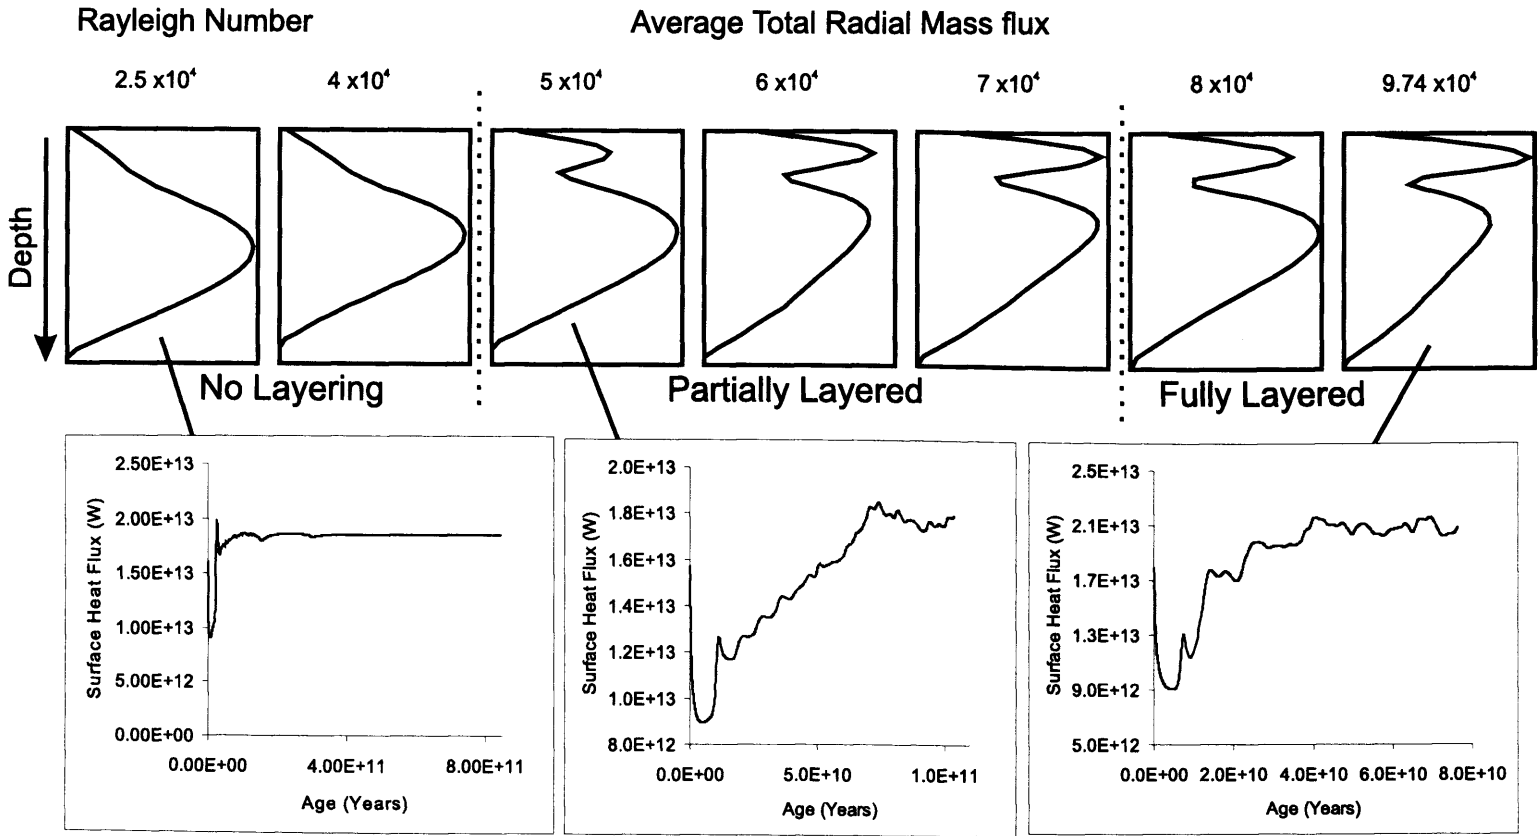 Rayleigh Number
Average Total Radial Mass flux
2.5 x10⁴
4 x10⁴
5 x10⁴
6 x10⁴
7 x10⁴
8 x10⁴
9.74 x10⁴
Depth
No Layering
Partially Layered
Fully Layered
Surface Heat Flux (W)
2.50E+13
2.00E+13
1.50E+13
1.00E+13
5.00E+12
0.00E+00
0.00E+00
4.00E+11
8.00E+11
Age (Years)
Surface Heat Flux (W)
2.0E+13
1.8E+13
1.6E+13
1.4E+13
1.2E+13
1.0E+13
8.0E+12
0.0E+00
5.0E+10
1.0E+11
Age (Years)
Surface Heat Flux (W)
2.5E+13
2.1E+13
1.7E+13
1.3E+13
9.0E+12
5.0E+12
0.0E+00
2.0E+10
4.0E+10
6.0E+10
8.0E+10
Age (Years)